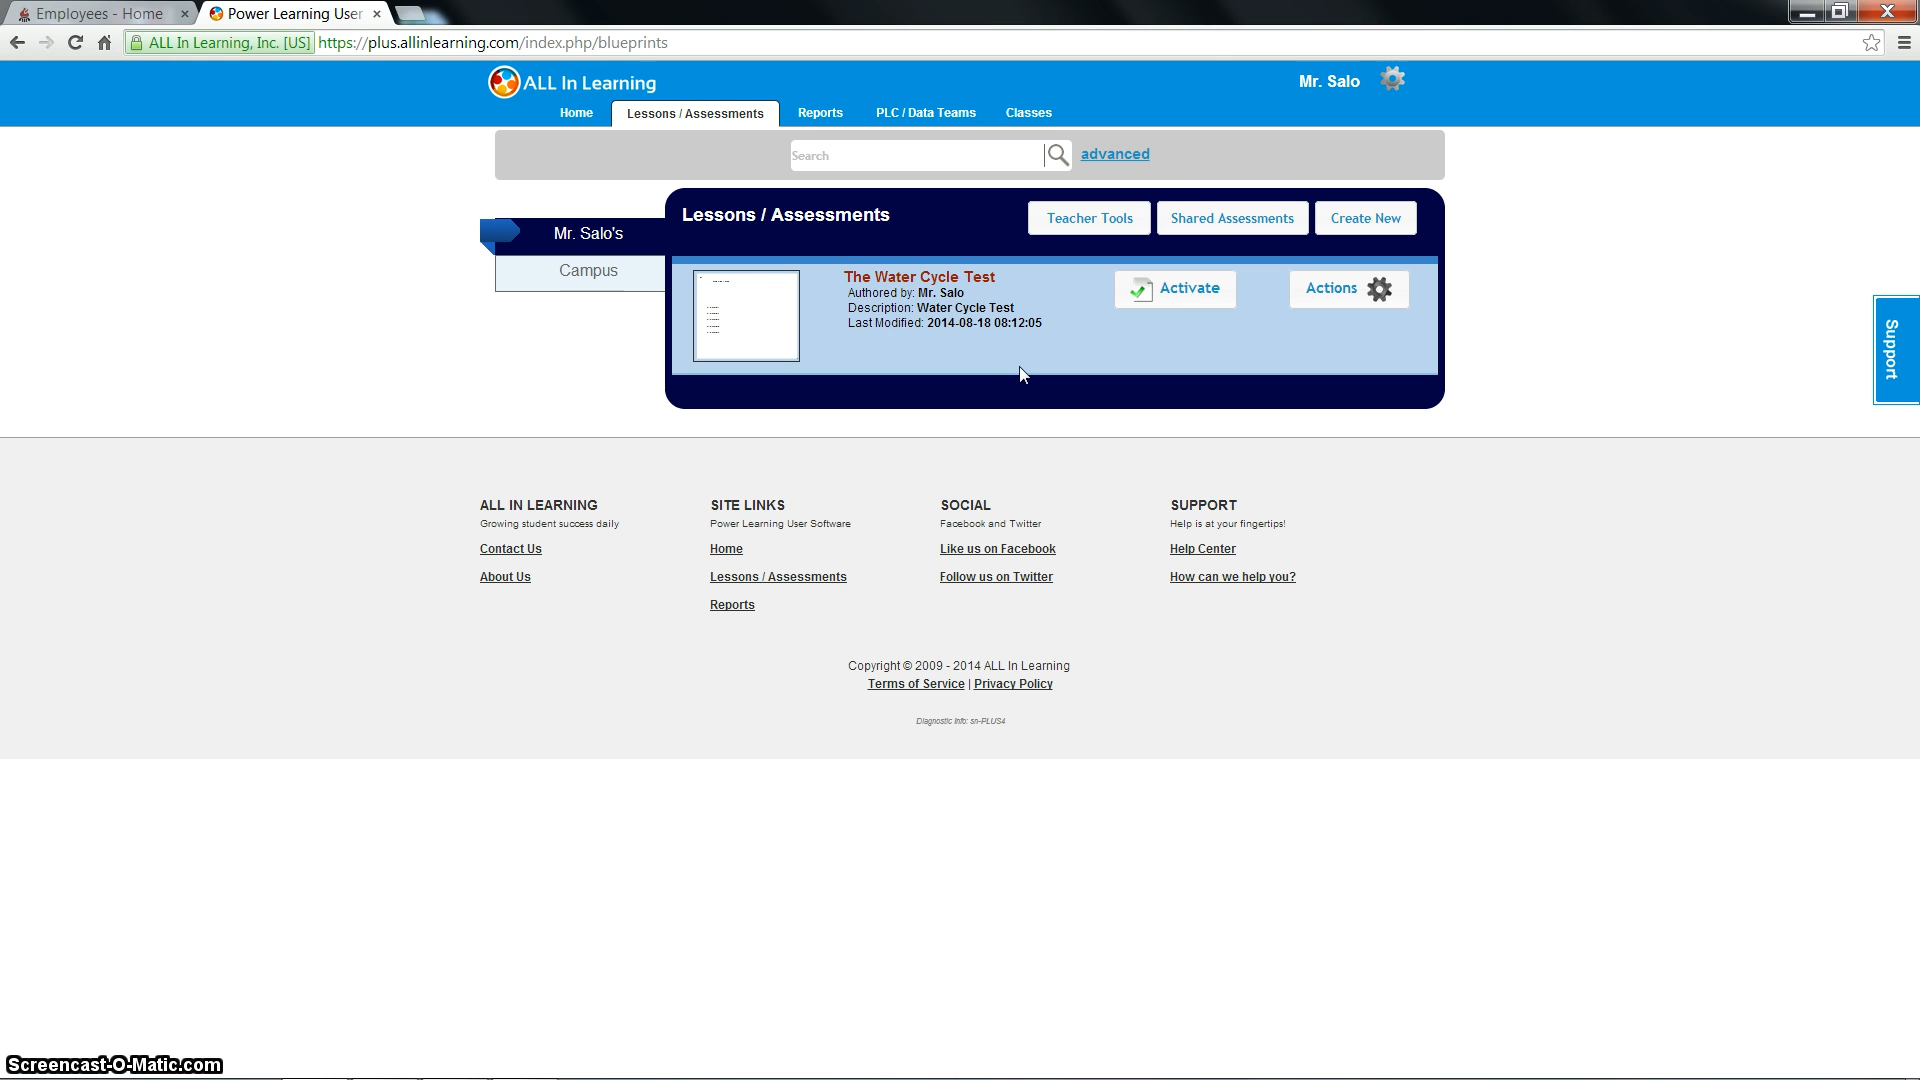 Employees - Home
Power Learning User
ALL In Learning, Inc. [US] https://plus.allinlearning.com/index.php/blueprints
ALL In Learning
Mr. Salo
Home
Lessons / Assessments
Reports
PLC / Data Teams
Classes
Search
advanced
Mr. Salo's
Campus
Lessons / Assessments
Teacher Tools
Shared Assessments
Create New
The Water Cycle Test
Authored by: Mr. Salo
Description: Water Cycle Test
Last Modified: 2014-08-18 08:12:05
Activate
Actions
Support
ALL IN LEARNING
Growing student success daily
Contact Us
About Us
SITE LINKS
Power Learning User Software
Home
Lessons / Assessments
Reports
SOCIAL
Facebook and Twitter
Like us on Facebook
Follow us on Twitter
SUPPORT
Help is at your fingertips!
Help Center
How can we help you?
Copyright © 2009 - 2014 ALL In Learning
Terms of Service | Privacy Policy
Diagnostic Info: sn-PLUS4
Screencast-O-Matic.com